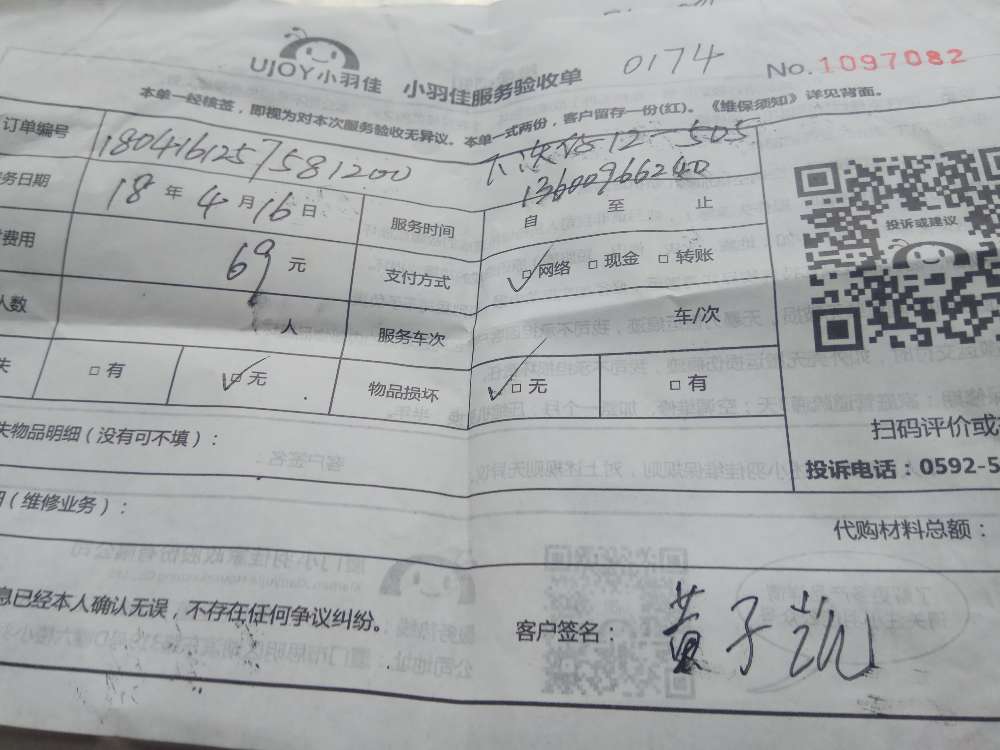 UJOY小羽佳 小羽佳服务验收单 0174 No.1097082
本单一经核签，即视为对本次服务验收无异议。本单一式两份，客户留存一份(红)。《维保须知》详见背面。
订单编号 1804161257581200 12-505
13600966240
务日期 18 年 4 月 16 日 服务时间 自 至 止
费用 69 元 支付方式 □网络 □现金 □转账
人数 人 服务车次 车/次
失 □有 □无 物品损坏 □无 □有
投诉或建议
扫码评价或
失物品明细（没有可不填）：
投诉电话：0592-5
（维修业务）：
代购材料总额：
息已经本人确认无误，不存在任何争议纠纷。
客户签名： 黄子凯